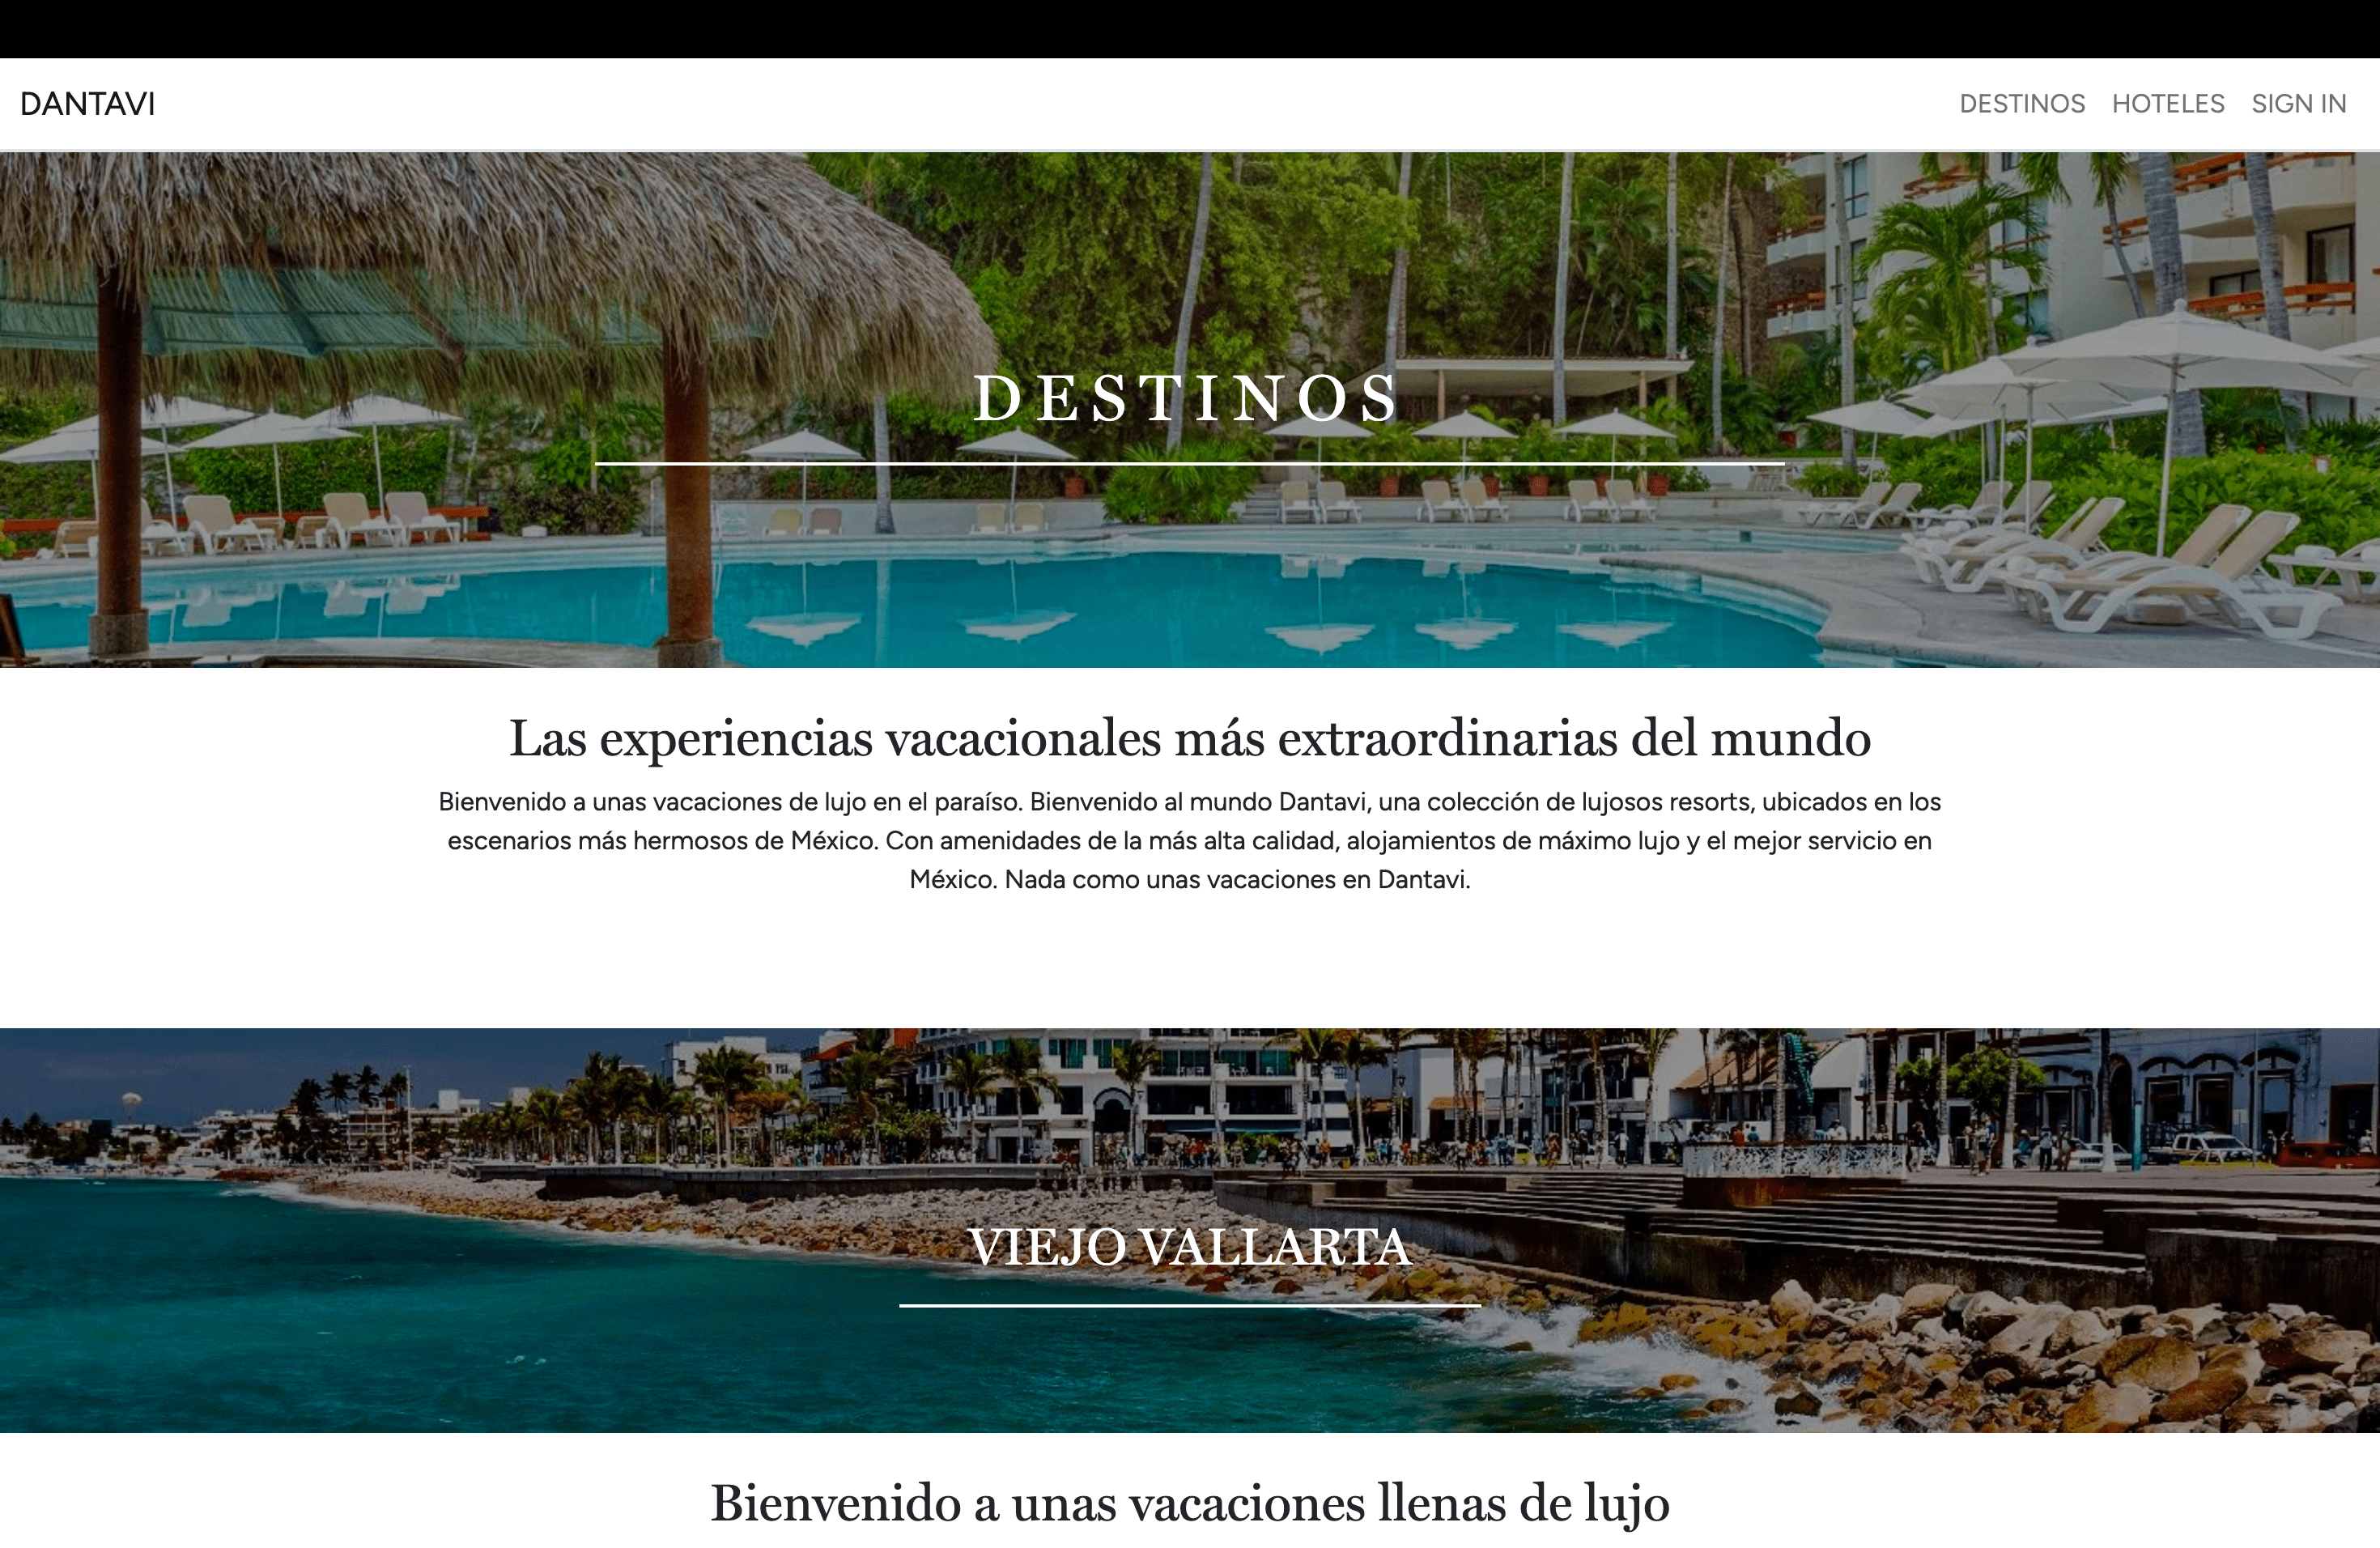 DANTAVI
DESTINOS HOTELES SIGN IN
DESTINOS
Las experiencias vacacionales más extraordinarias del mundo
Bienvenido a unas vacaciones de lujo en el paraíso. Bienvenido al mundo Dantavi, una colección de lujosos resorts, ubicados en los
escenarios más hermosos de México. Con amenidades de la más alta calidad, alojamientos de máximo lujo y el mejor servicio en
México. Nada como unas vacaciones en Dantavi.
VIEJO VALLARTA
Bienvenido a unas vacaciones llenas de lujo